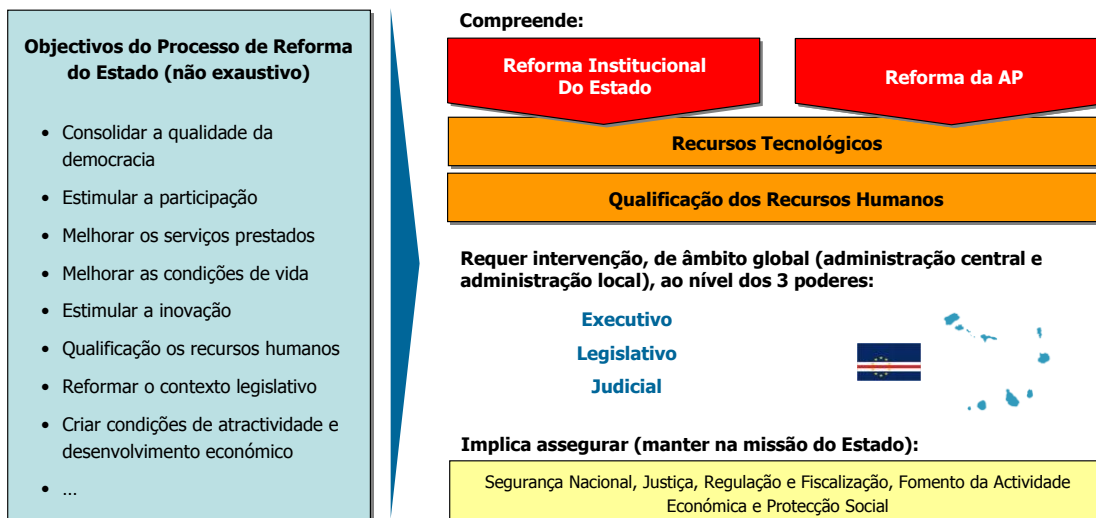 Objectivos do Processo de Reforma
do Estado (não exaustivo)
• Consolidar a qualidade da
democracia
• Estimular a participação
• Melhorar os serviços prestados
• Melhorar as condições de vida
• Estimular a inovação
• Qualificação os recursos humanos
• Reformar o contexto legislativo
• Criar condições de atractividade e
desenvolvimento económico
• ...
Compreende:
Reforma Institucional
Do Estado
Reforma da AP
Recursos Tecnológicos
Qualificação dos Recursos Humanos
Requer intervenção, de âmbito global (administração central e
administração local), ao nível dos 3 poderes:
Executivo
Legislativo
Judicial
Implica assegurar (manter na missão do Estado):
Segurança Nacional, Justiça, Regulação e Fiscalização, Fomento da Actividade
Económica e Protecção Social